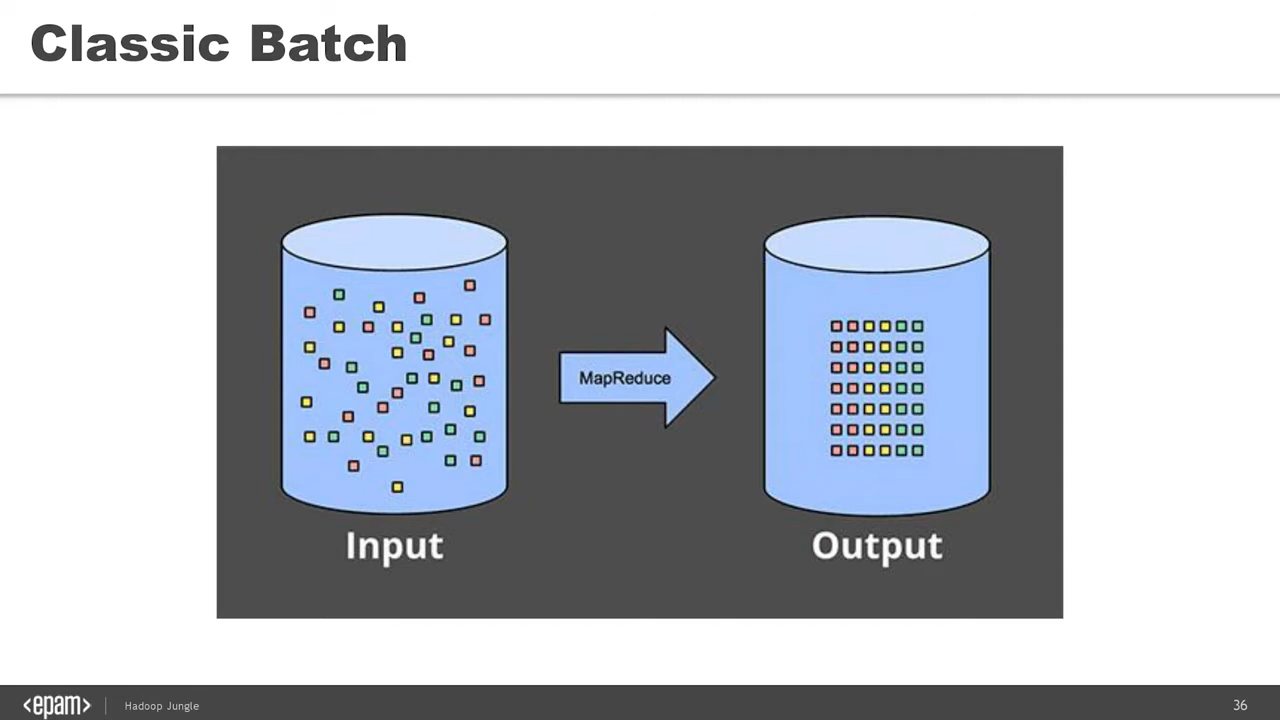 Classic Batch
MapReduce
Input
Output
<epam>
Hadoop Jungle
36